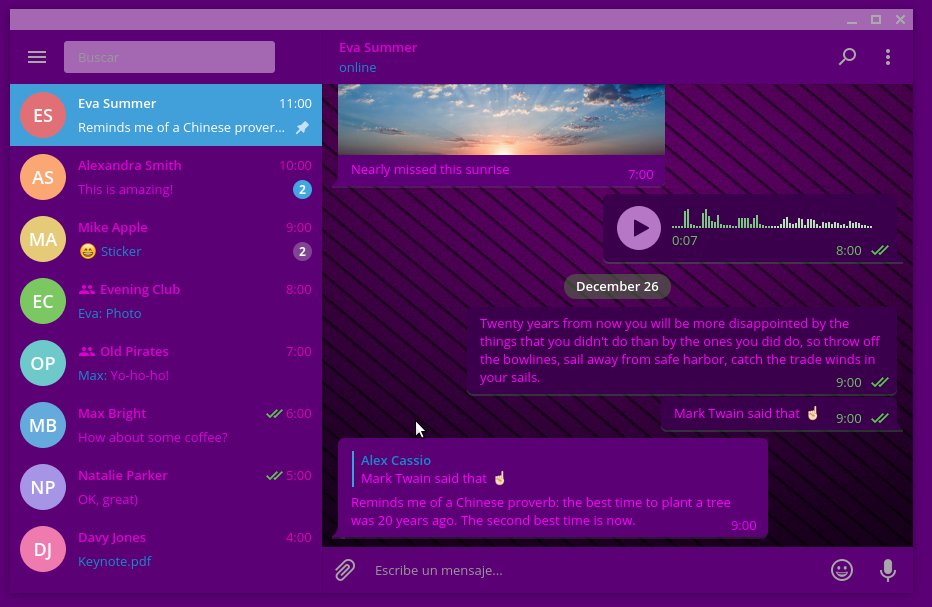 Buscar
ES
Eva Summer
11:00
Reminds me of a Chinese prover...
AS
Alexandra Smith
10:00
This is amazing!
2
MA
Mike Apple
9:00
😄 Sticker
2
EC
Evening Club
8:00
Eva: Photo
OP
Old Pirates
7:00
Max: Yo-ho-ho!
MB
Max Bright
6:00
How about some coffee?
NP
Natalie Parker
5:00
OK, great)
DJ
Davy Jones
4:00
Keynote.pdf
Eva Summer
online
Nearly missed this sunrise
7:00
0:07
8:00
December 26
Twenty years from now you will be more disappointed by the
things that you didn't do than by the ones you did do, so throw off
the bowlines, sail away from safe harbor, catch the trade winds in
your sails.
9:00
Mark Twain said that ☝🏻
9:00
Alex Cassio
Mark Twain said that ☝🏻
Reminds me of a Chinese proverb: the best time to plant a tree
was 20 years ago. The second best time is now.
9:00
Escribe un mensaje...